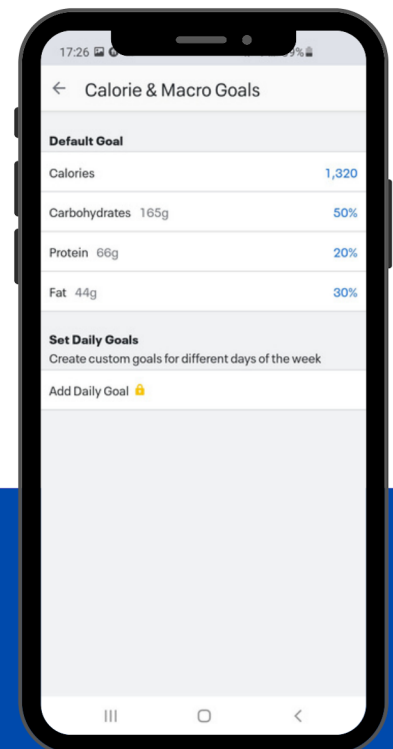 17:26
9%
Calorie & Macro Goals
Default Goal
Calories 1,320
Carbohydrates 165g 50%
Protein 66g 20%
Fat 44g 30%
Set Daily Goals
Create custom goals for different days of the week
Add Daily Goal